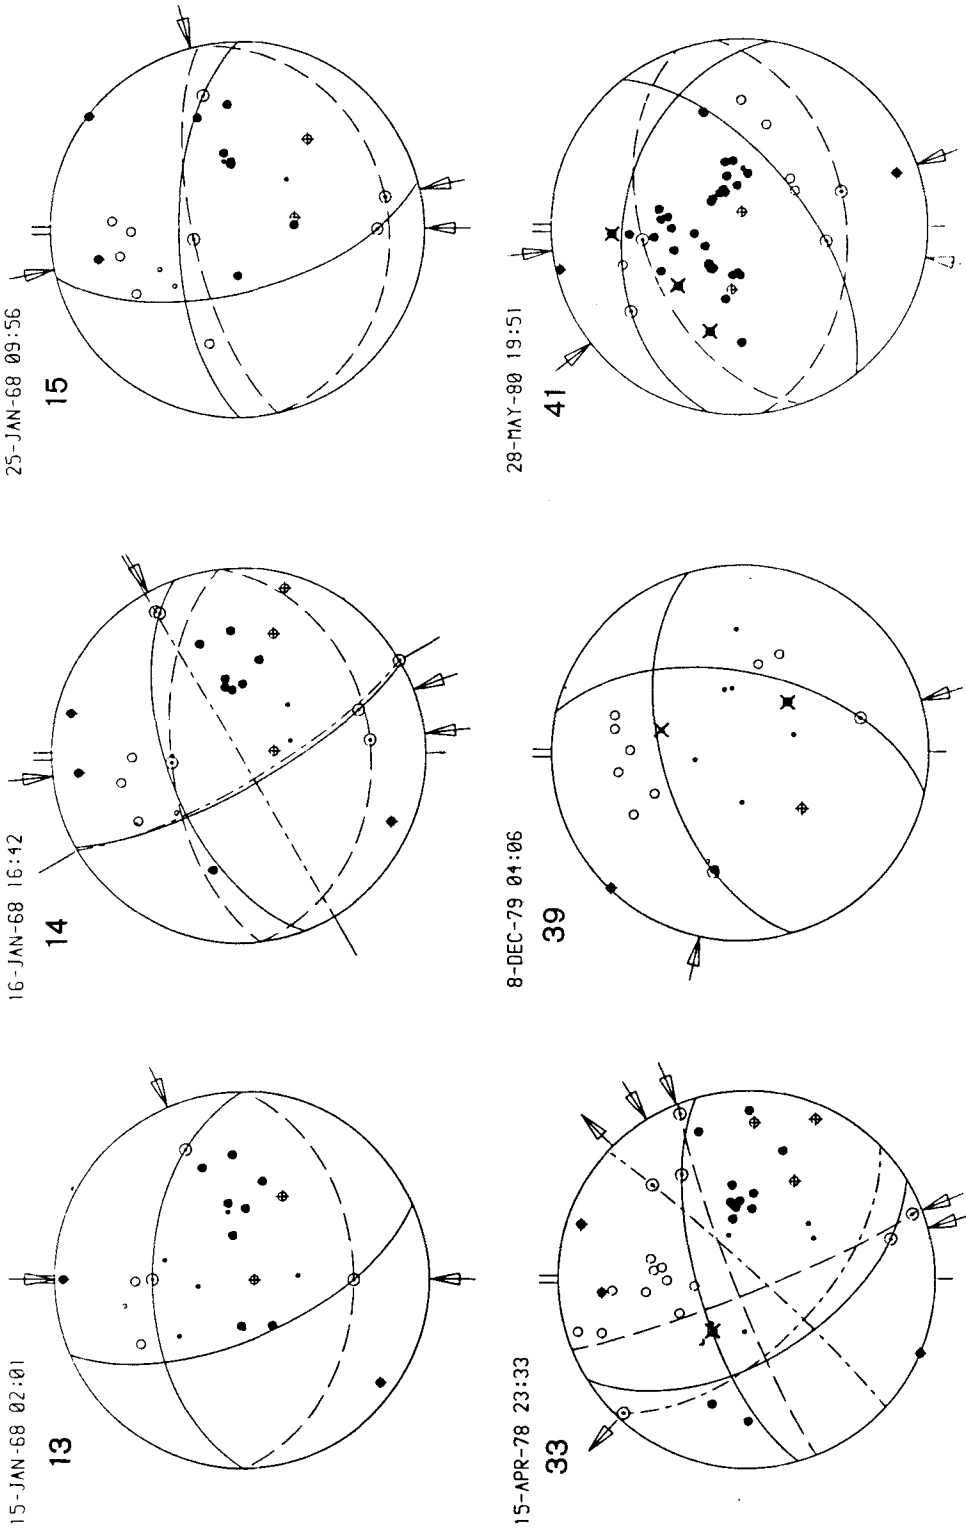 15-JAN-68 02:01
13
16-JAN-68 16:42
14
25-JAN-68 09:56
15
15-APR-78 23:33
33
8-DEC-79 04:06
39
28-MAY-80 19:51
41